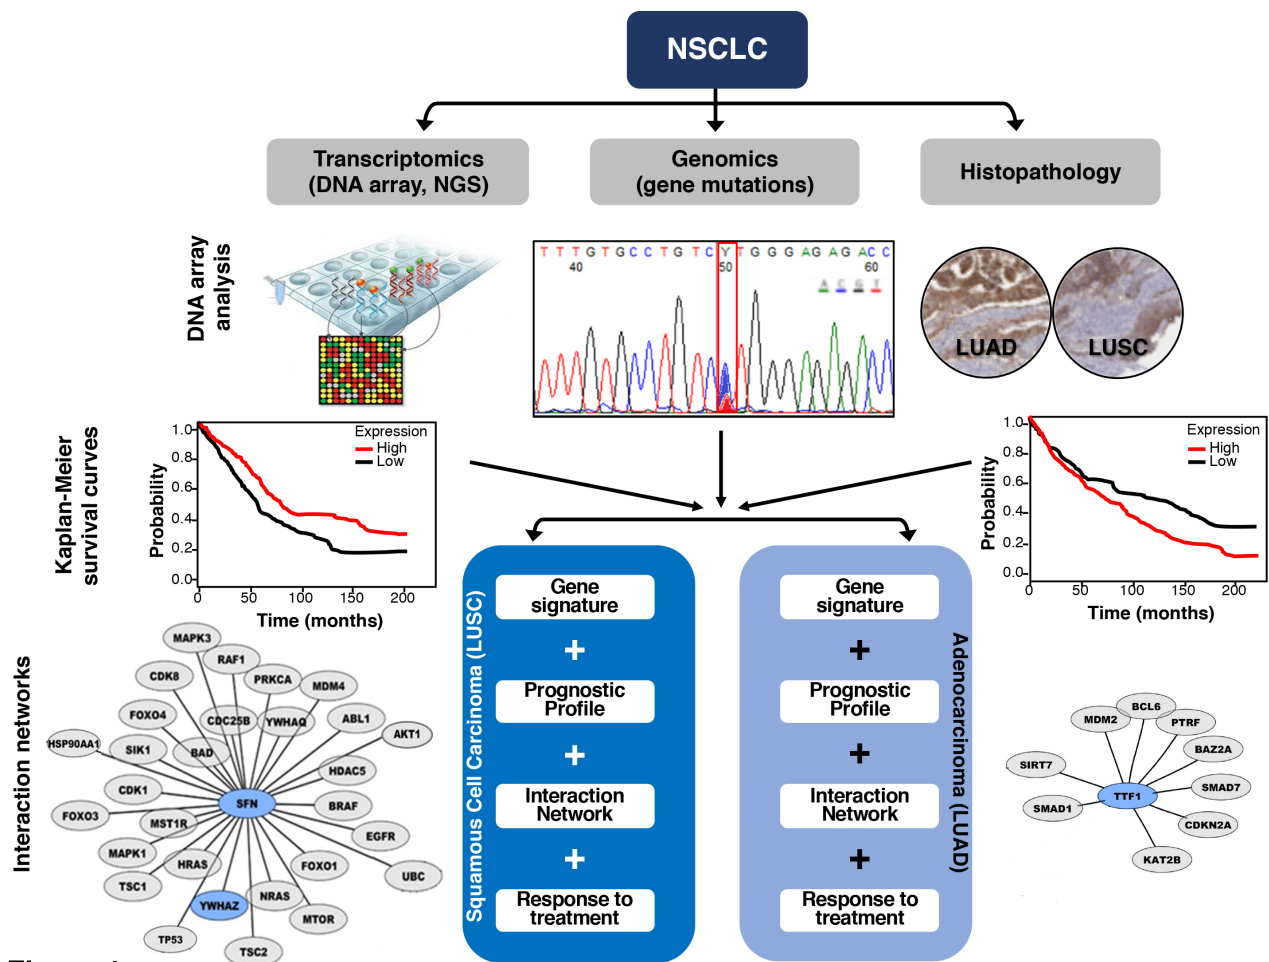 NSCLC
Transcriptomics
(DNA array, NGS)
Genomics
(gene mutations)
Histopathology
DNA array
analysis
T T T G T G C C T G T C Y T G G G A G A G A C C
40
50
60
A C G T
LUAD
LUSC
Kaplan-Meier
survival curves
Probability
1.0
0.8
0.6
0.4
0.2
0.0
Expression
High
Low
0
50
100
150
200
Time (months)
Probability
1.0
0.8
0.6
0.4
0.2
0.0
Expression
High
Low
0
50
100
150
200
Time (months)
Interaction networks
MAPK3
RAF1
CDK8
PRKCA
MDM4
FOXO4
CDC25B
YWHAQ
ABL1
AKT1
HSP90AA1
SIK1
BAD
HDAC5
CDK1
SFN
BRAF
FOXO3
MST1R
EGFR
MAPK1
HRAS
FOXO1
UBC
TSC1
YWHAZ
NRAS
MTOR
TP53
TSC2
Squamous Cell Carcinoma (LUSC)
Gene
signature
+
Prognostic
Profile
+
Interaction
Network
+
Response to
treatment
Gene
signature
+
Prognostic
Profile
+
Interaction
Network
+
Response to
treatment
Adenocarcinoma (LUAD)
BCL6
MDM2
PTRF
BAZ2A
SIRT7
SMAD7
TTF1
SMAD1
CDKN2A
KAT2B